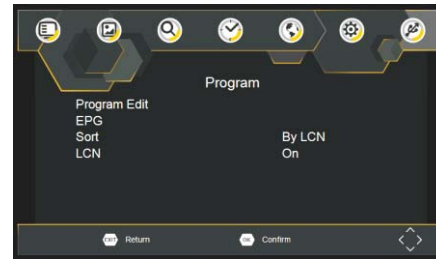 Program
Program Edit
EPG
Sort By LCN
LCN On
EXIT Return OK Confirm